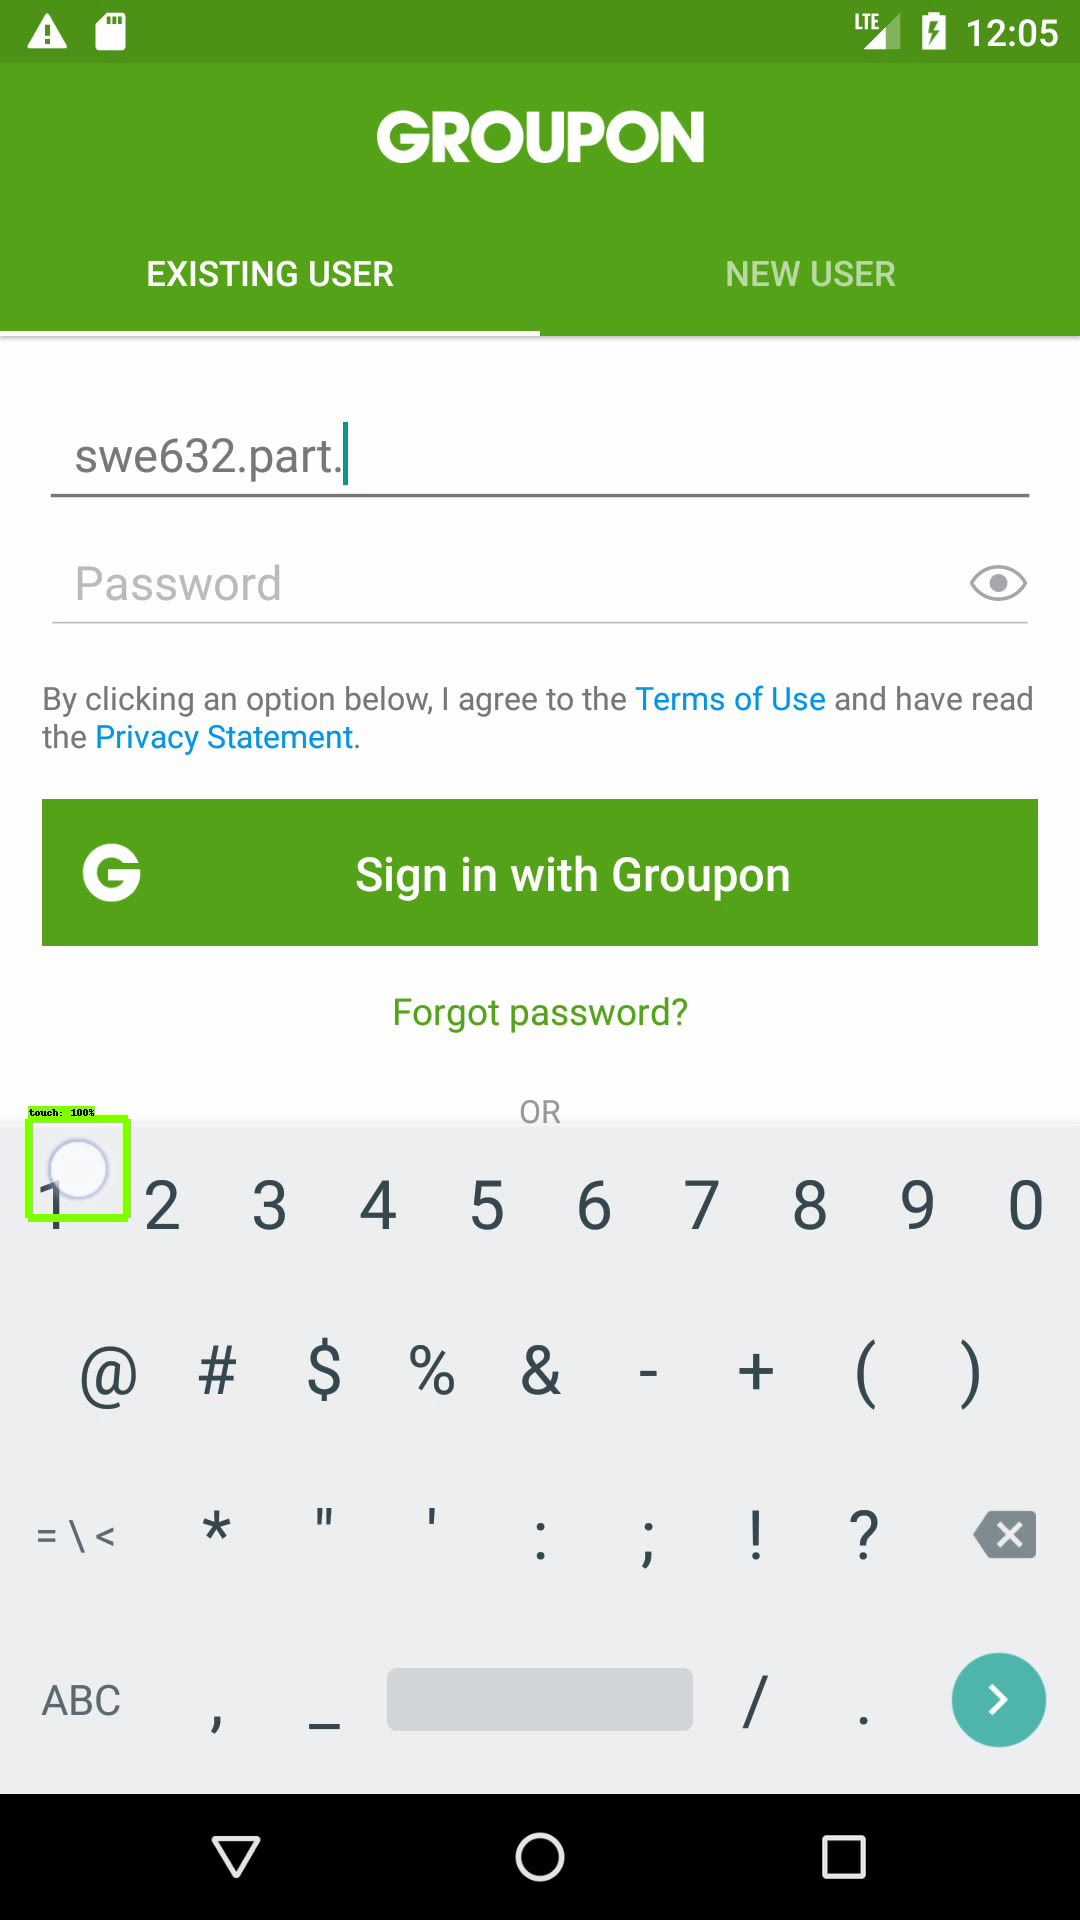 LTE 12:05
GROUPON
EXISTING USER NEW USER
swe632.part.
Password
By clicking an option below, I agree to the Terms of Use and have read
the Privacy Statement.
G Sign in with Groupon
Forgot password?
OR
touch: 100%
1 2 3 4 5 6 7 8 9 0
@ # $ % & - + ( )
= \ < * " ' : ; ! ?
ABC , _ / .